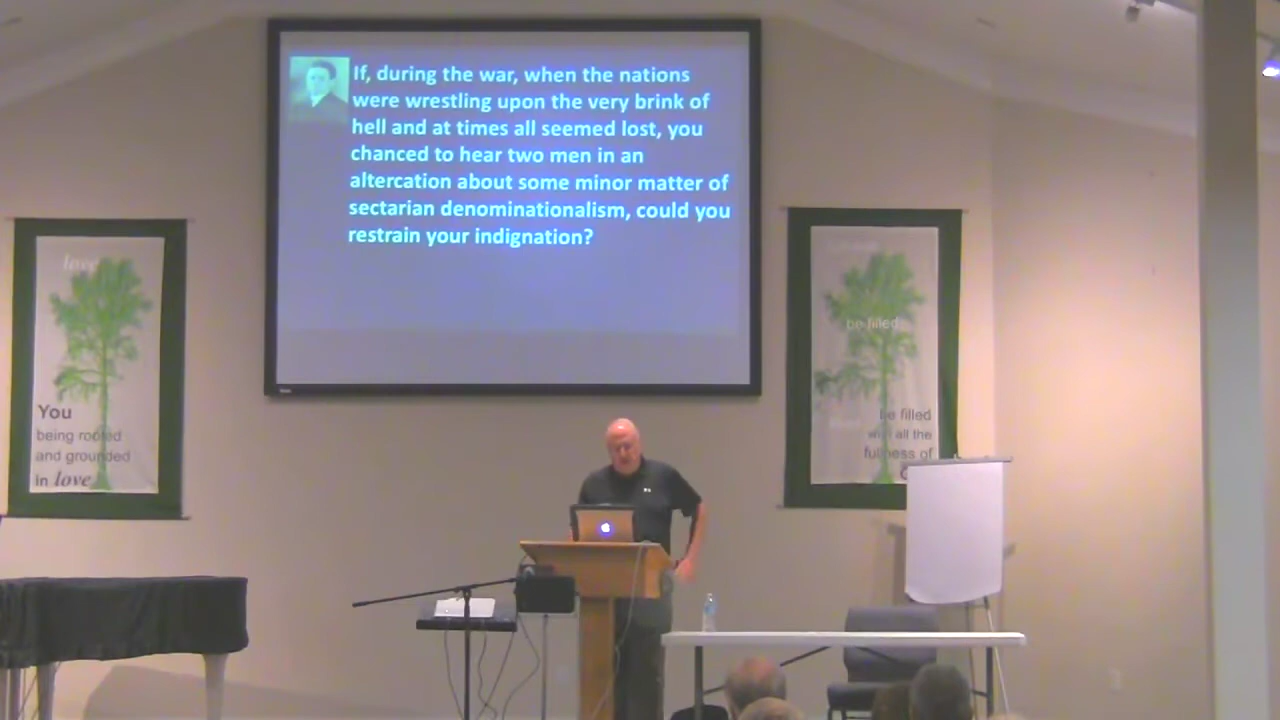 If, during the war, when the nations
were wrestling upon the very brink of
hell and at times all seemed lost, you
chanced to hear two men in an
altercation about some minor matter of
sectarian denominationalism, could you
restrain your indignation?
love
You
being rooted
and grounded
in love
be filled
be filled
with all the
fullness of